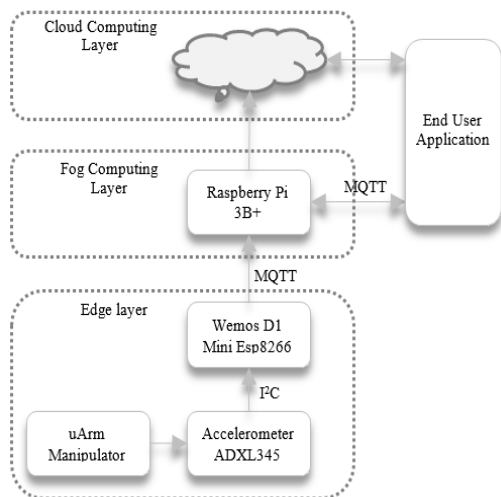 Cloud Computing
Layer
End User
Application
Fog Computing
Layer
Raspberry Pi
3B+
MQTT
MQTT
Edge layer
Wemos D1
Mini Esp8266
I²C
uArm
Manipulator
Accelerometer
ADXL345